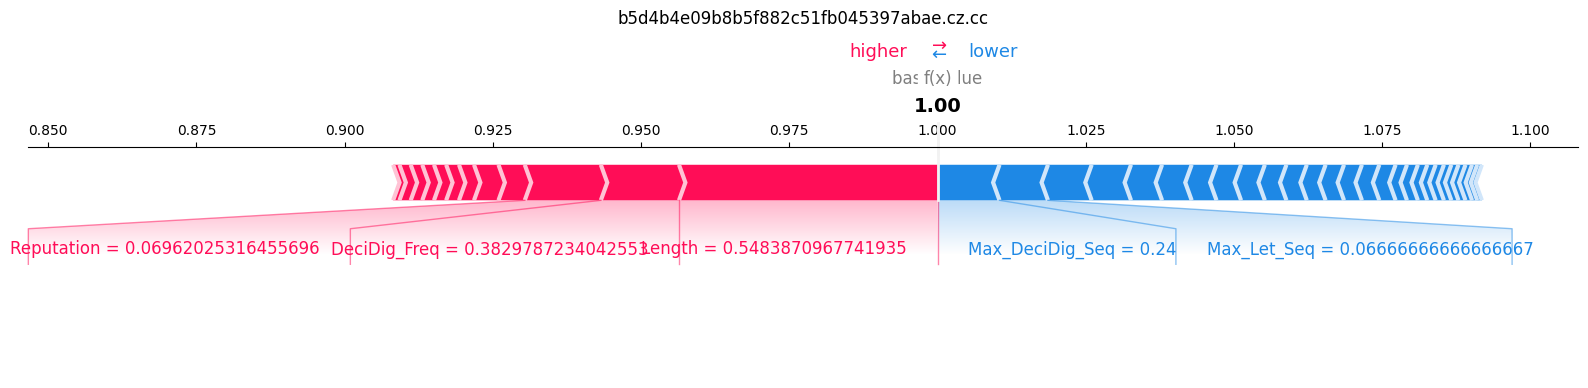 b5d4b4e09b8b5f882c51fb045397abae.cz.cc
higher ⇄ lower
bas f(x) lue
1.00
0.850 0.875 0.900 0.925 0.950 0.975 1.000 1.025 1.050 1.075 1.100
Reputation = 0.06962025316455696 DeciDig_Freq = 0.3829787234042553 Length = 0.5483870967741935 Max_DeciDig_Seq = 0.24 Max_Let_Seq = 0.06666666666666667